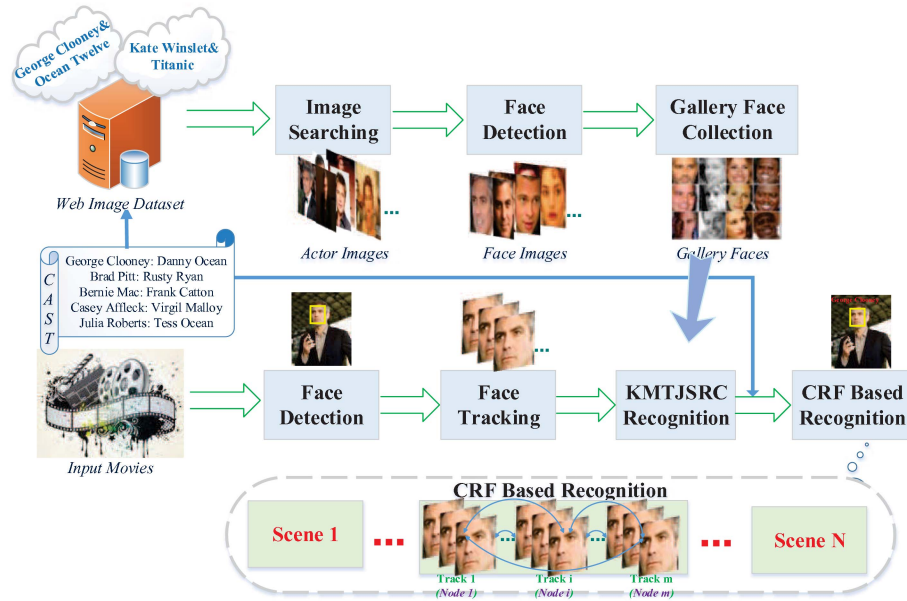 George Clooney&
Ocean Twelve
Kate Winslet&
Titanic
Image
Searching
Face
Detection
Gallery Face
Collection
Web Image Dataset
...
Actor Images
...
Face Images
Gallery Faces
CAST
George Clooney: Danny Ocean
Brad Pitt: Rusty Ryan
Bernie Mac: Frank Catton
Casey Affleck: Virgil Malloy
Julia Roberts: Tess Ocean
...
Face
Detection
Face
Tracking
KMTJSRC
Recognition
CRF Based
Recognition
Input Movies
CRF Based Recognition
Scene 1
...
...
...
...
Scene N
Track 1
(Node 1)
Track i
(Node i)
Track m
(Node m)